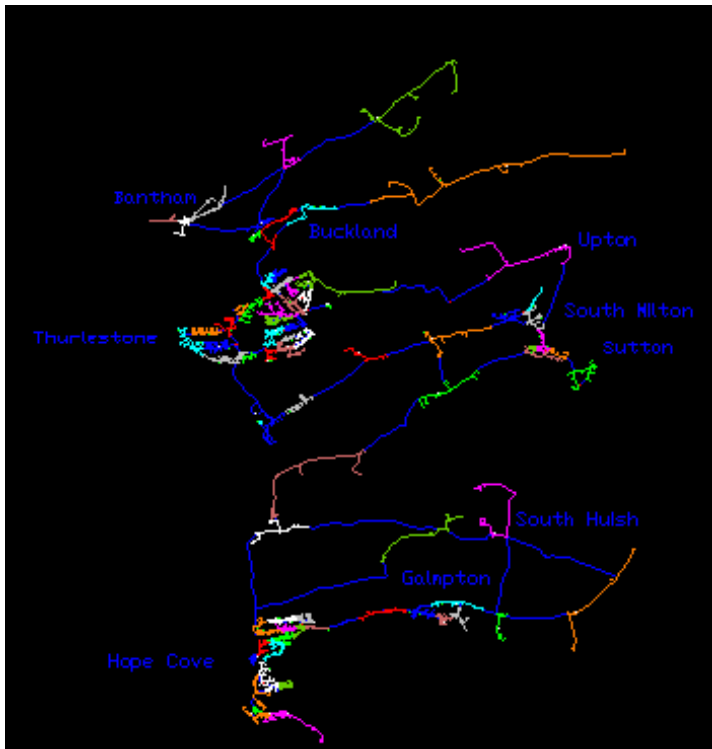 Bantham
Buckland
Upton
South Milton
Thurlestone
Sutton
South Huish
Galmpton
Hope Cove